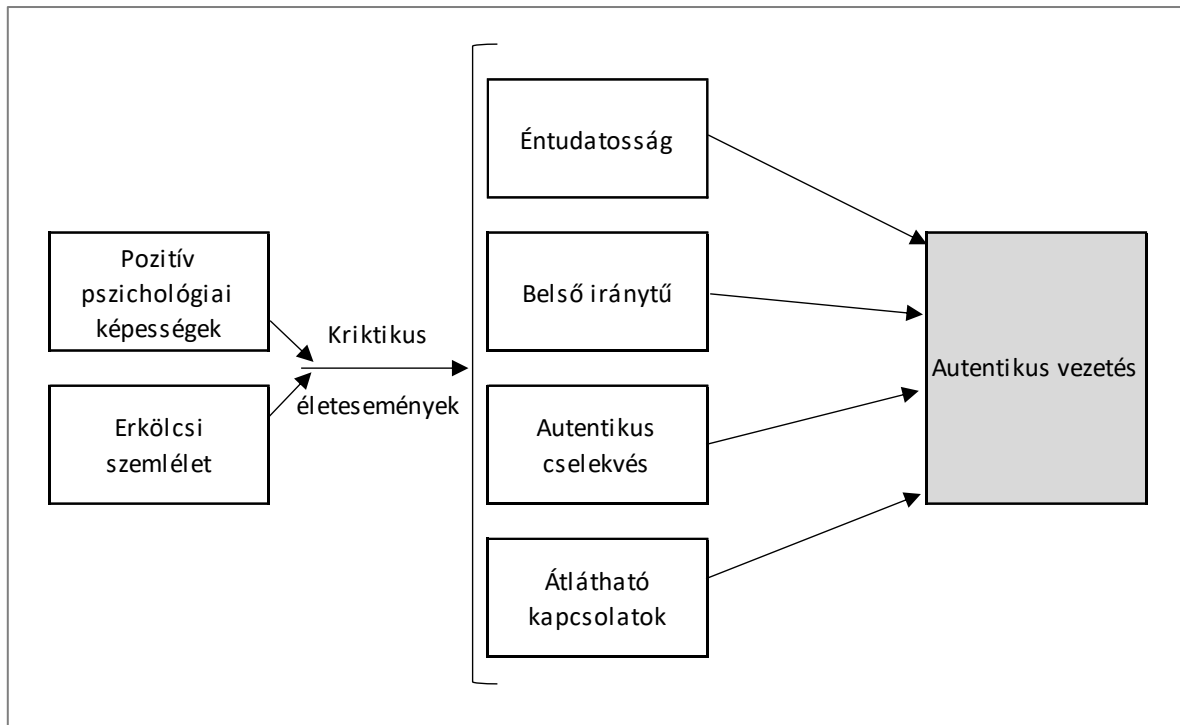 Pozitív
pszichológiai
képességek
Erkölcsi
szemlélet
Kriktikus
életesemények
Éntudatosság
Belső iránytű
Autentikus
cselekvés
Átlátható
kapcsolatok
Autentikus vezetés